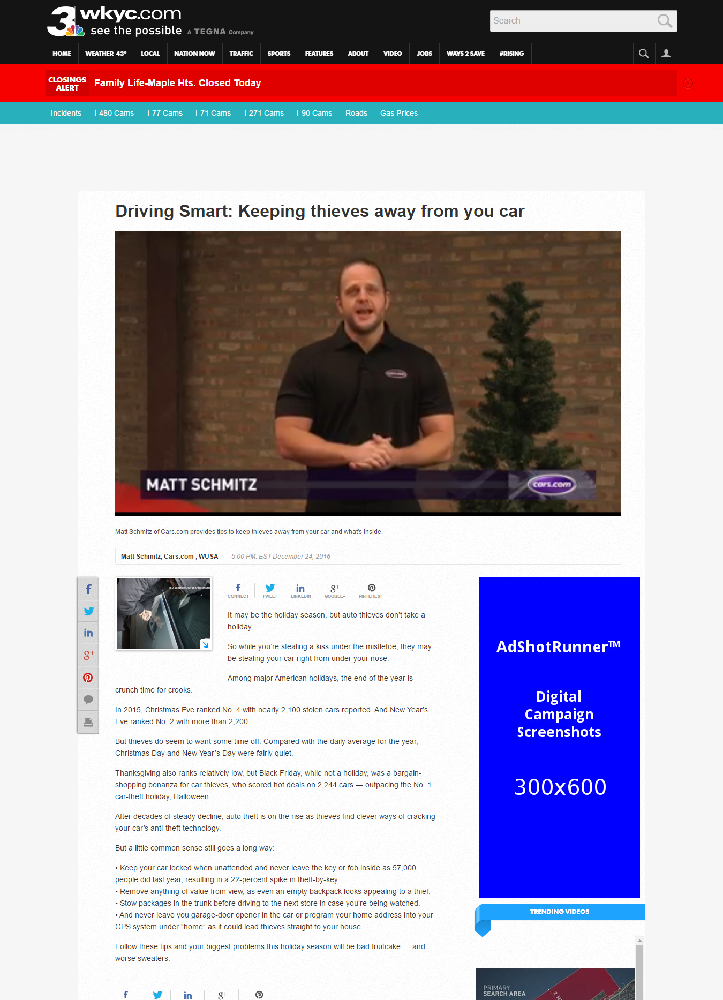 3 wkyc.com
see the possible A TEGNA Company
Search
HOME WEATHER 43° LOCAL NATION NOW TRAFFIC SPORTS FEATURES ABOUT VIDEO JOBS WAYS 2 SAVE #RISING
CLOSINGS
ALERT
Family Life-Maple Hts. Closed Today
Incidents I-480 Cams I-77 Cams I-71 Cams I-271 Cams I-90 Cams Roads Gas Prices
Driving Smart: Keeping thieves away from you car
MATT SCHMITZ
cars.com
Matt Schmitz of Cars.com provides tips to keep thieves away from your car and what's inside.
Matt Schmitz, Cars.com , WUSA 5:00 PM. EST December 24, 2016
CONNECT TWEET LINKEDIN GOOGLE+ PINTEREST
It may be the holiday season, but auto thieves don’t take a
holiday.
So while you’re stealing a kiss under the mistletoe, they may
be stealing your car right from under your nose.
Among major American holidays, the end of the year is
crunch time for crooks.
In 2015, Christmas Eve ranked No. 4 with nearly 2,100 stolen cars reported. And New Year’s
Eve ranked No. 2 with more than 2,200.
But thieves do seem to want some time off: Compared with the daily average for the year,
Christmas Day and New Year’s Day were fairly quiet.
Thanksgiving also ranks relatively low, but Black Friday, while not a holiday, was a bargain-
shopping bonanza for car thieves, who scored hot deals on 2,244 cars — outpacing the No. 1
car-theft holiday, Halloween.
After decades of steady decline, auto theft is on the rise as thieves find clever ways of cracking
your car’s anti-theft technology.
But a little common sense still goes a long way:
• Keep your car locked when unattended and never leave the key or fob inside as 57,000
people did last year, resulting in a 22-percent spike in theft-by-key.
• Remove anything of value from view, as even an empty backpack looks appealing to a thief.
• Stow packages in the trunk before driving to the next store in case you’re being watched.
• And never leave you garage-door opener in the car or program your home address into your
GPS system under “home” as it could lead thieves straight to your house.
Follow these tips and your biggest problems this holiday season will be bad fruitcake … and
worse sweaters.
AdShotRunner™
Digital
Campaign
Screenshots
300x600
TRENDING VIDEOS
PRIMARY
SEARCH AREA